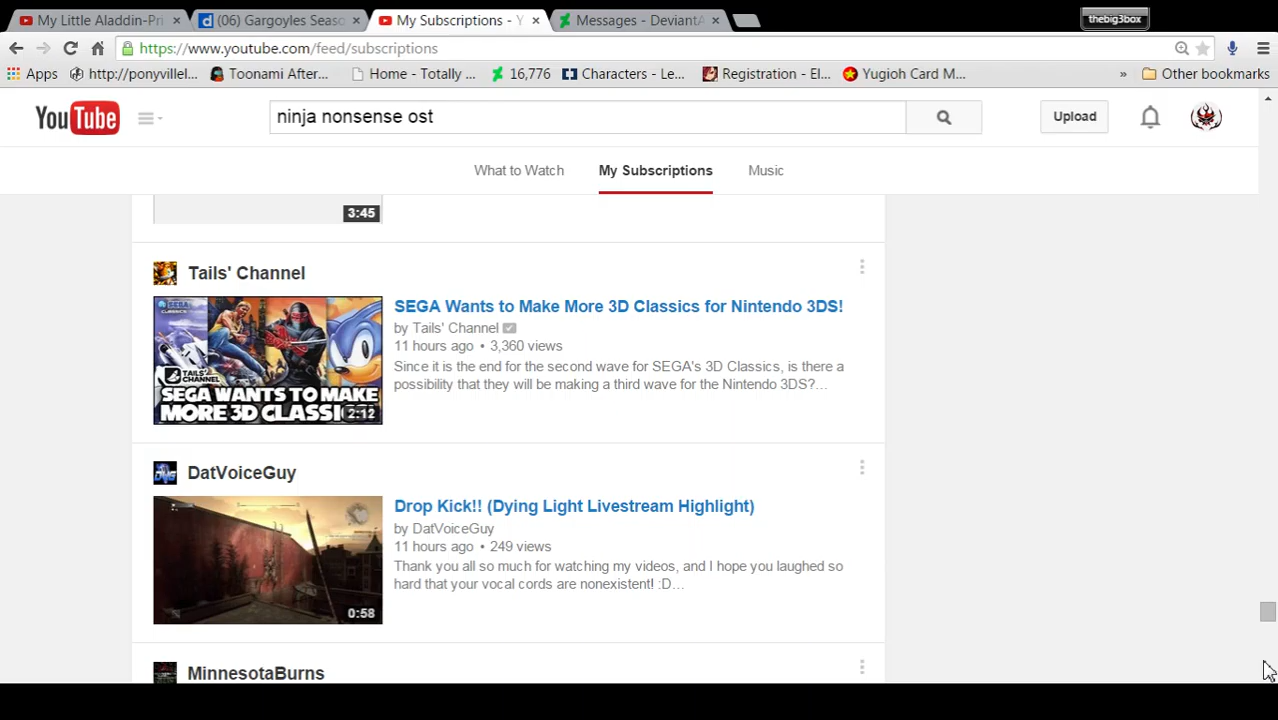 My Little Aladdin-Pri
(06) Gargoyles Seaso
My Subscriptions - Y
Messages - DeviantA
thebig3box
https://www.youtube.com/feed/subscriptions
Apps
http://ponyvillel...
Toonami After...
Home - Totally ...
16,776
Characters - Le...
Registration - El...
Yugioh Card M...
»
Other bookmarks
YouTube
ninja nonsense ost
Upload
What to Watch
My Subscriptions
Music
3:45
Tails' Channel
SEGA
TAILS' CHANNEL
SEGA WANTS TO MAKE
MORE 3D CLASSIC
2:12
SEGA Wants to Make More 3D Classics for Nintendo 3DS!
by Tails' Channel
11 hours ago • 3,360 views
Since it is the end for the second wave for SEGA's 3D Classics, is there a
possibility that they will be making a third wave for the Nintendo 3DS?...
DatVoiceGuy
DVG
0:58
Drop Kick!! (Dying Light Livestream Highlight)
by DatVoiceGuy
11 hours ago • 249 views
Thank you all so much for watching my videos, and I hope you laughed so
hard that your vocal cords are nonexistent! :D...
MinnesotaBurns